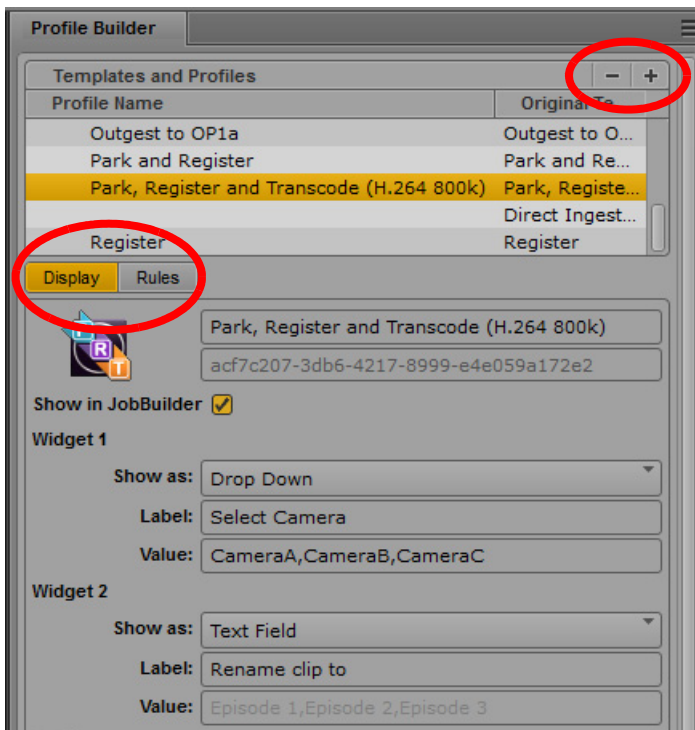 Profile Builder
Templates and Profiles − +
Profile Name Original Te...
Outgest to OP1a Outgest to O...
Park and Register Park and Re...
Park, Register and Transcode (H.264 800k) Park, Registe...
Direct Ingest...
Register Register
Display Rules
R T
Park, Register and Transcode (H.264 800k)
acf7c207-3db6-4217-8999-e4e059a172e2
Show in JobBuilder
Widget 1
Show as: Drop Down
Label: Select Camera
Value: CameraA,CameraB,CameraC
Widget 2
Show as: Text Field
Label: Rename clip to
Value: Episode 1,Episode 2,Episode 3